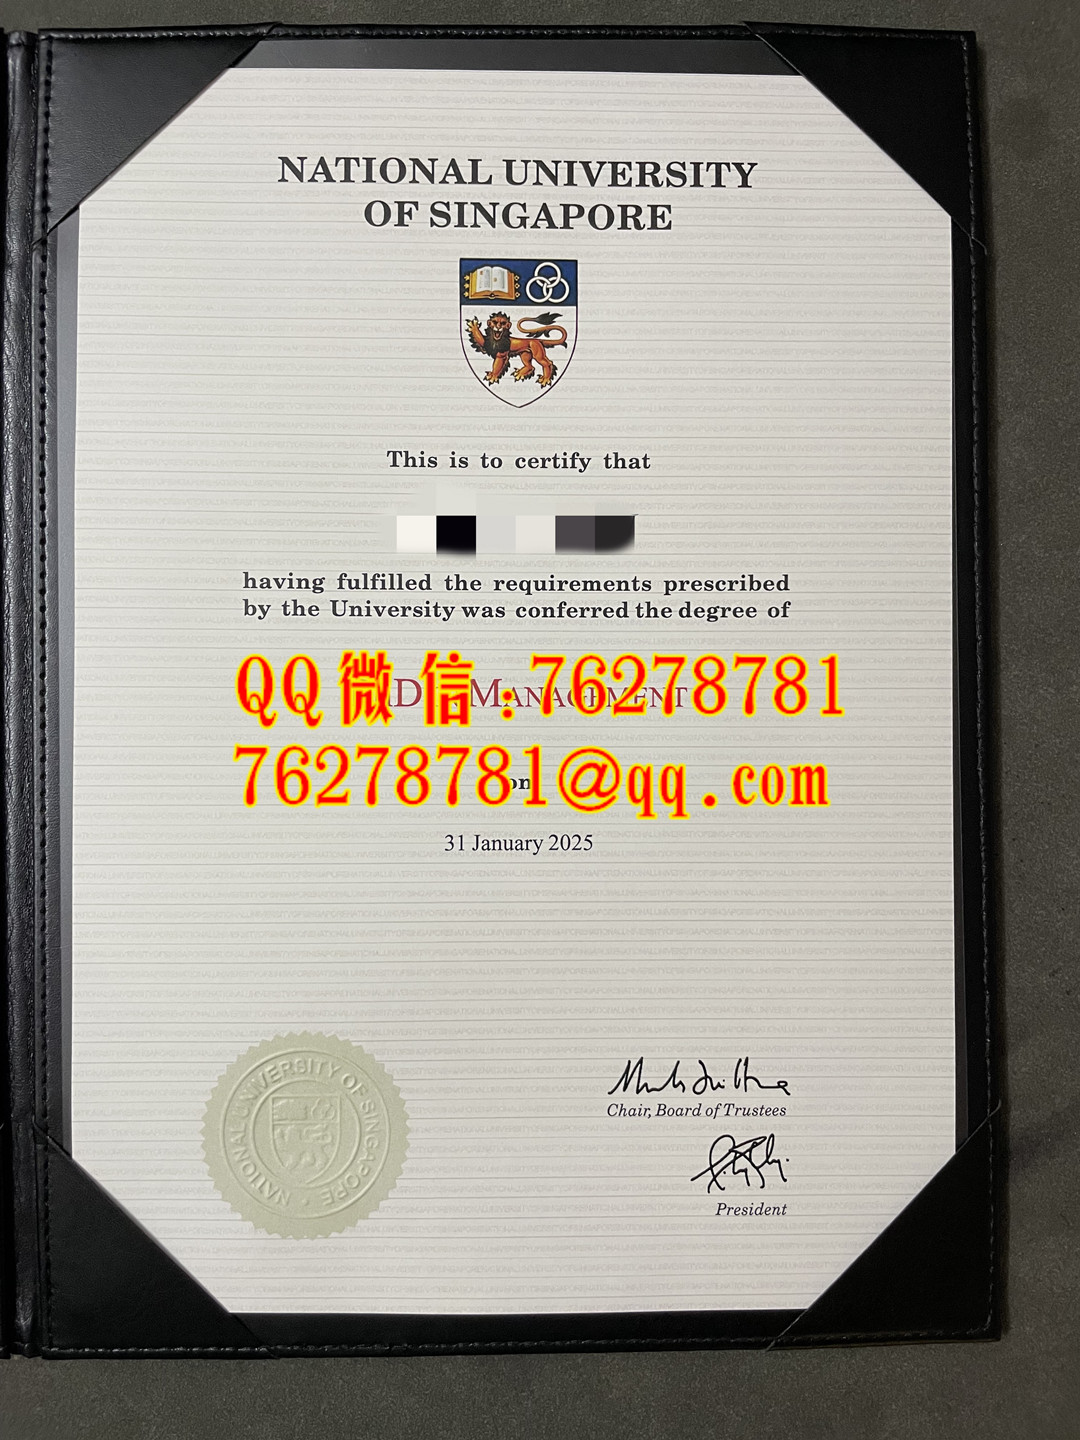 NATIONAL UNIVERSITY
OF SINGAPORE
This is to certify that
having fulfilled the requirements prescribed
by the University was conferred the degree of
QQ微信:76278781
MANAGEMENT
76278781@qq.com
on
31 January 2025
NATIONAL UNIVERSITY OF SINGAPORE
Chair, Board of Trustees
President